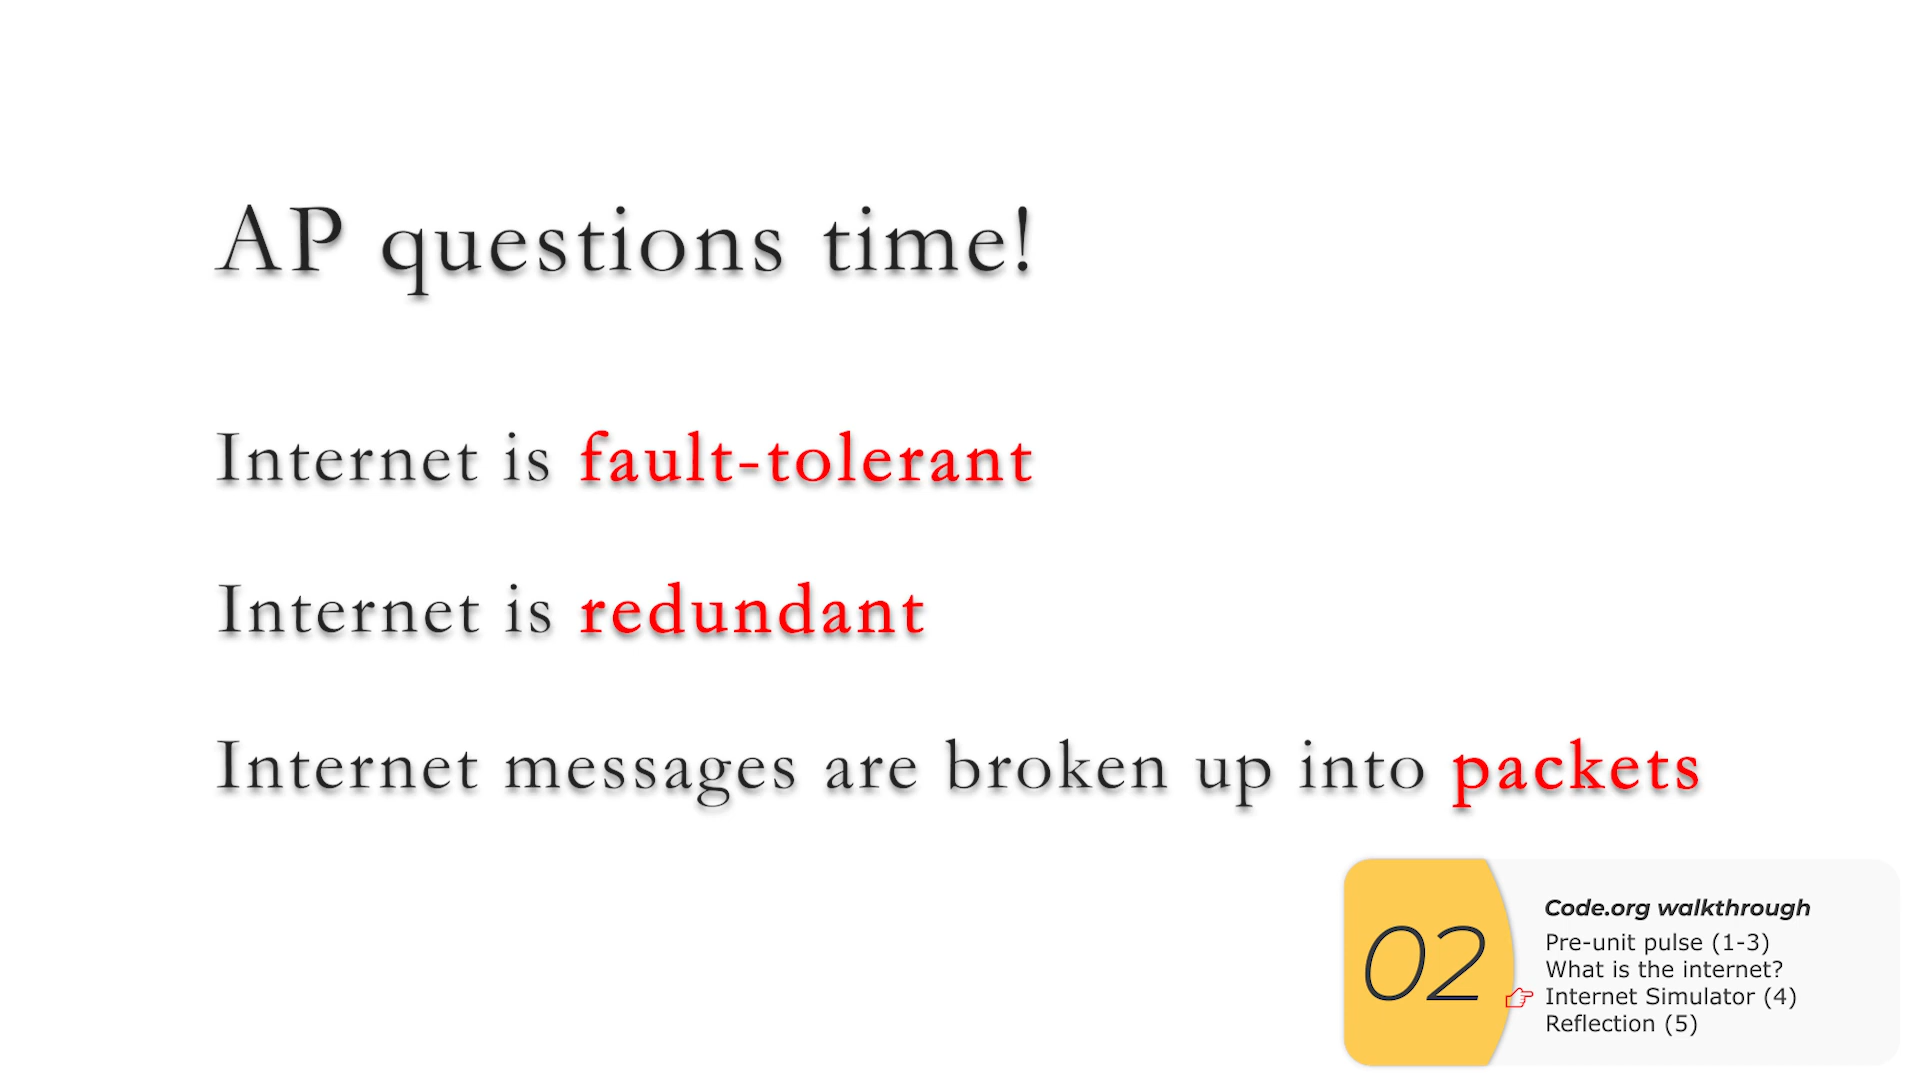 AP questions time!
Internet is fault-tolerant
Internet is redundant
Internet messages are broken up into packets
02
Code.org walkthrough
Pre-unit pulse (1-3)
What is the internet?
Internet Simulator (4)
Reflection (5)